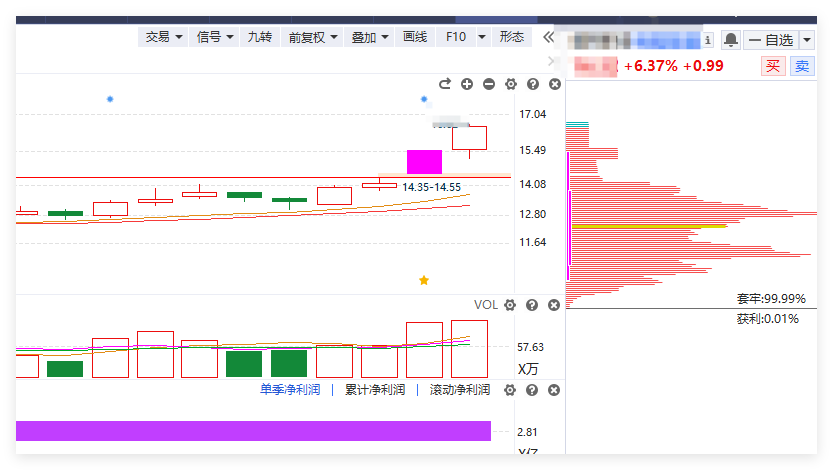 交易 信号 九转 前复权 叠加 画线 F10 形态
自选
+6.37% +0.99 买 卖
17.04
15.49
14.35-14.55
14.08
12.80
11.64
套牢:99.99%
获利:0.01%
VOL
57.63
X万
单季净利润 | 累计净利润 | 滚动净利润
2.81